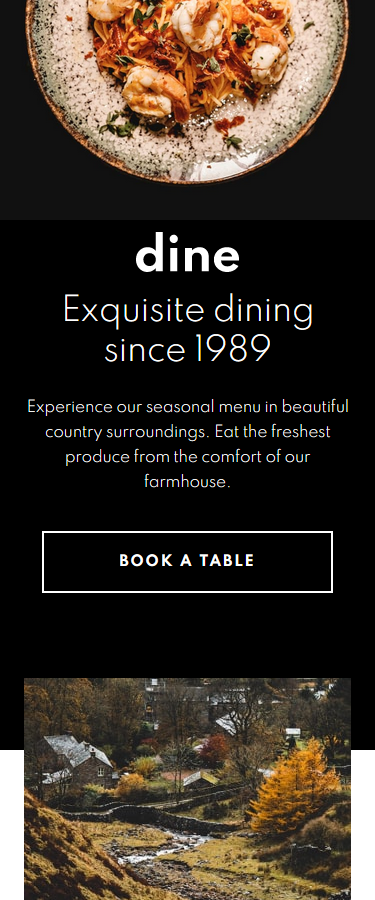 dine
Exquisite dining
since 1989
Experience our seasonal menu in beautiful
country surroundings. Eat the freshest
produce from the comfort of our
farmhouse.
BOOK A TABLE